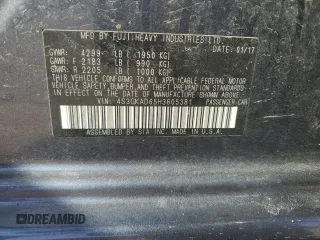 MFD BY FUJI HEAVY INDUSTRIES LTD.
DATE: 01/17
GVWR: 4299 LB ( 1950 KG)
GAWR: F 2183 LB ( 990 KG)
GAWR: R 2205 LB ( 1000 KG)
THIS VEHICLE CONFORMS TO ALL APPLICABLE FEDERAL MOTOR
VEHICLE SAFETY, BUMPER, AND THEFT PREVENTION STANDARDS
IN EFFECT ON THE DATE OF MANUFACTURE SHOWN ABOVE.
VIN: 4S3GKAD65H3605381 PASSENGER CAR
ASSEMBLED BY SIA INC. MADE IN U.S.A.
DREAMBID